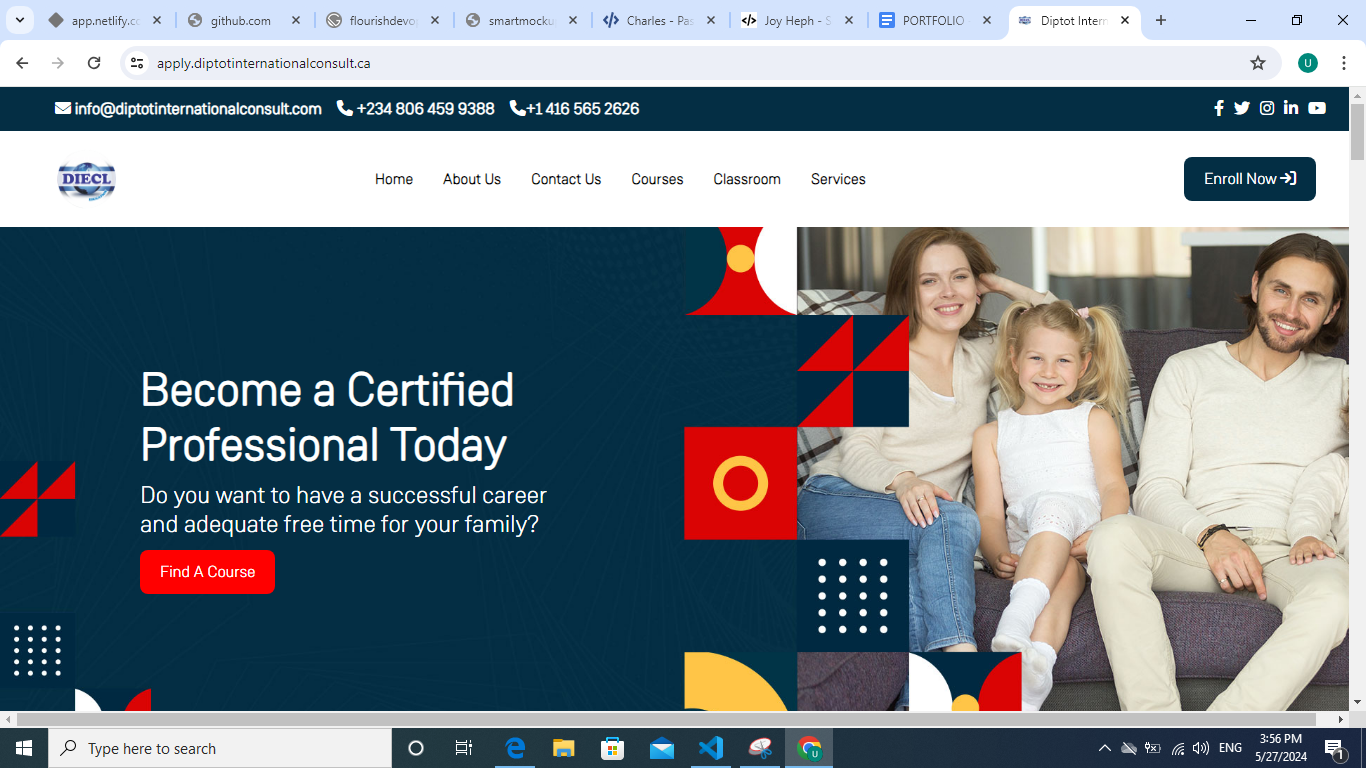 app.netlify.c
github.com
flourishdevo
smartmocku
Charles - Pas
Joy Heph - S
PORTFOLIO
Diptot Intern
apply.diptotinternationalconsult.ca
U
info@diptotinternationalconsult.com +234 806 459 9388 +1 416 565 2626
DIECL
Home About Us Contact Us Courses Classroom Services
Enroll Now
Become a Certified
Professional Today
Do you want to have a successful career
and adequate free time for your family?
Find A Course
Type here to search
U
ENG
3:56 PM
5/27/2024
1